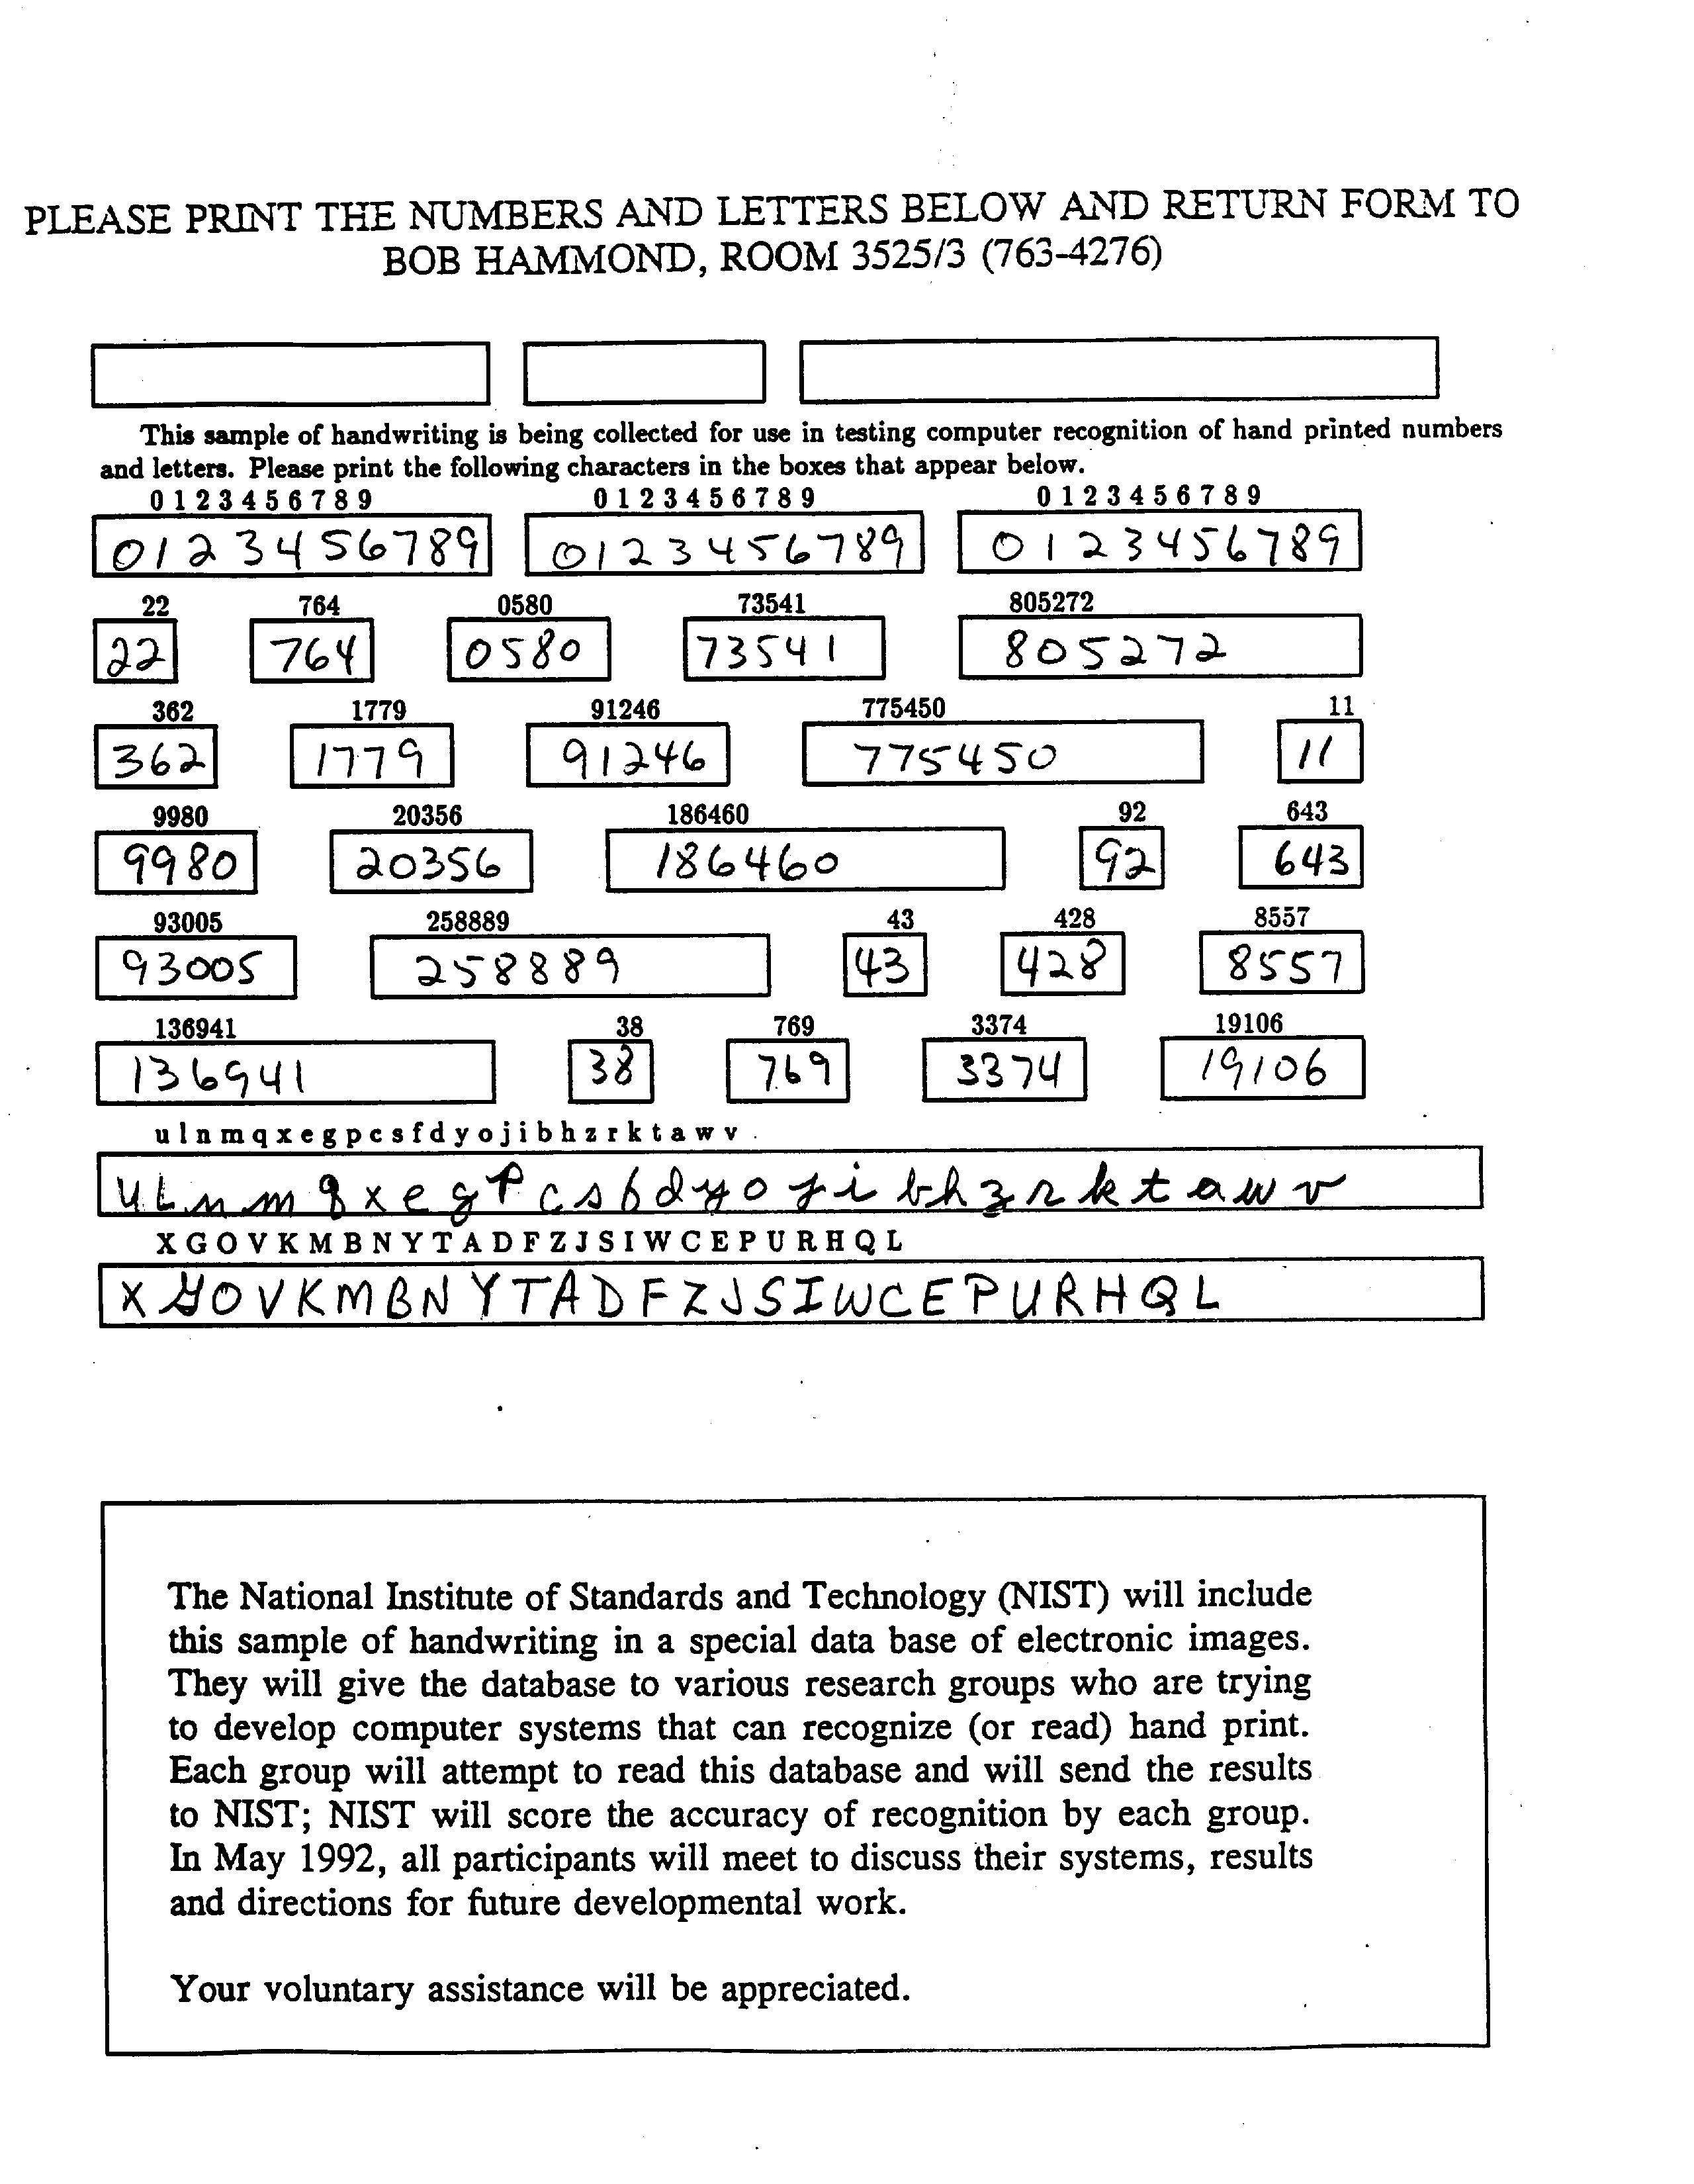 PLEASE PRINT THE NUMBERS AND LETTERS BELOW AND RETURN FORM TO
BOB HAMMOND, ROOM 3525/3 (763-4276)
This sample of handwriting is being collected for use in testing computer recognition of hand printed numbers
and letters. Please print the following characters in the boxes that appear below.
0 1 2 3 4 5 6 7 8 9 0 1 2 3 4 5 6 7 8 9 0 1 2 3 4 5 6 7 8 9
0123456789 0123456789 0123456789
22 764 0580 73541 805272
22 764 0580 73541 805272
362 1779 91246 775450 11
362 1779 91246 775450 11
9980 20356 186460 92 643
9980 20356 186460 92 643
93005 258889 43 428 8557
93005 258889 43 428 8557
136941 38 769 3374 19106
136941 38 769 3374 19106
u l n m q x e g p c s f d y o j i b h z r k t a w v
u L n m q x e g P c s f d y o j i b h z r k t a w v
X G O V K M B N Y T A D F Z J S I W C E P U R H Q L
X G O V K M B N Y T A D F Z J S I W C E P U R H Q L
The National Institute of Standards and Technology (NIST) will include
this sample of handwriting in a special data base of electronic images.
They will give the database to various research groups who are trying
to develop computer systems that can recognize (or read) hand print.
Each group will attempt to read this database and will send the results
to NIST; NIST will score the accuracy of recognition by each group.
In May 1992, all participants will meet to discuss their systems, results
and directions for future developmental work.
Your voluntary assistance will be appreciated.